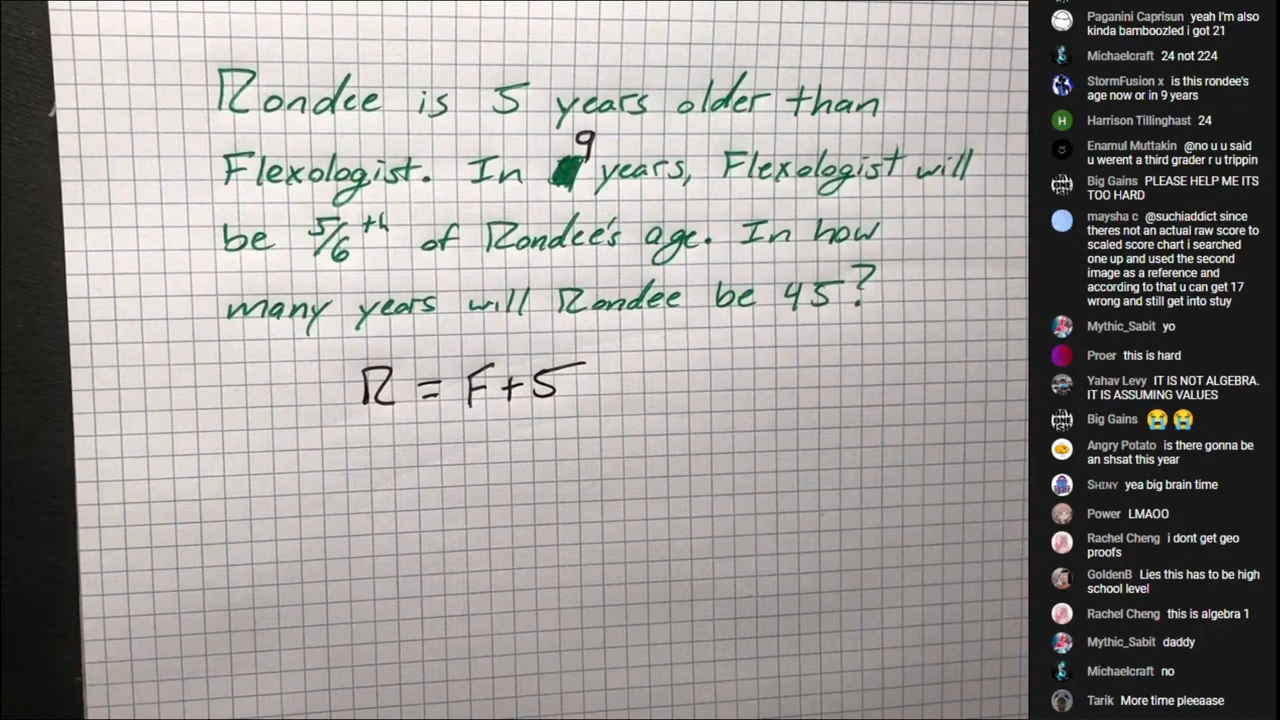 Rondee is 5 years older than
9
Flexologist. In years, Flexologist will
be 5/6th of Rondee's age. In how
many years will Rondee be 45?
R = F+5
Paganini Caprisun yeah I'm also
kinda bamboozled i got 21
Michaelcraft 24 not 224
StormFusion x is this rondee's
age now or in 9 years
Harrison Tillinghast 24
Enamul Muttakin @no u u said
u werent a third grader r u trippin
Big Gains PLEASE HELP ME ITS
TOO HARD
maysha c @suchiaddict since
theres not an actual raw score to
scaled score chart i searched
one up and used the second
image as a reference and
according to that u can get 17
wrong and still get into stuy
Mythic_Sabit yo
Proer this is hard
Yahav Levy IT IS NOT ALGEBRA.
IT IS ASSUMING VALUES
Big Gains 😭 😭
Angry Potato is there gonna be
an shsat this year
SHINY yea big brain time
Power LMAOO
Rachel Cheng i dont get geo
proofs
GoldenB Lies this has to be high
school level
Rachel Cheng this is algebra 1
Mythic_Sabit daddy
Michaelcraft no
Tarik More time pleeaase